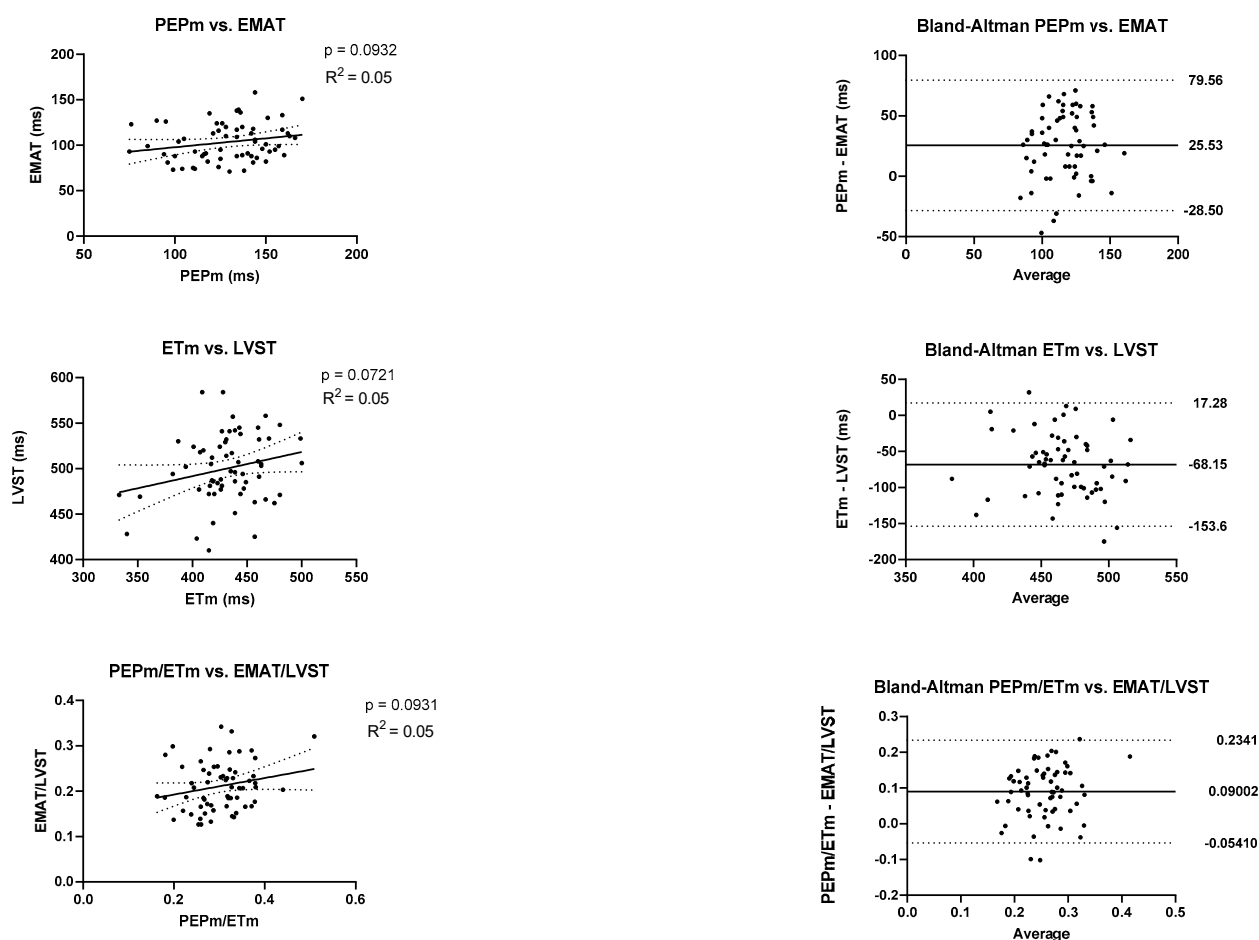 PEPm vs. EMAT
p = 0.0932
R2 = 0.05
EMAT (ms)
200
150
100
50
0
50
100
150
200
PEPm (ms)
Bland-Altman PEPm vs. EMAT
PEPm - EMAT (ms)
100
50
0
-50
79.56
25.53
-28.50
0
50
100
150
200
Average
ETm vs. LVST
p = 0.0721
R2 = 0.05
LVST (ms)
600
550
500
450
400
300
350
400
450
500
550
ETm (ms)
Bland-Altman ETm vs. LVST
ETm - LVST (ms)
50
0
-50
-100
-150
-200
17.28
-68.15
-153.6
350
400
450
500
550
Average
PEPm/ETm vs. EMAT/LVST
p = 0.0931
R2 = 0.05
EMAT/LVST
0.4
0.3
0.2
0.1
0.0
0.0
0.2
0.4
0.6
PEPm/ETm
Bland-Altman PEPm/ETm vs. EMAT/LVST
PEPm/ETm - EMAT/LVST
0.3
0.2
0.1
0.0
-0.1
-0.2
0.2341
0.09002
-0.05410
0.0
0.1
0.2
0.3
0.4
0.5
Average